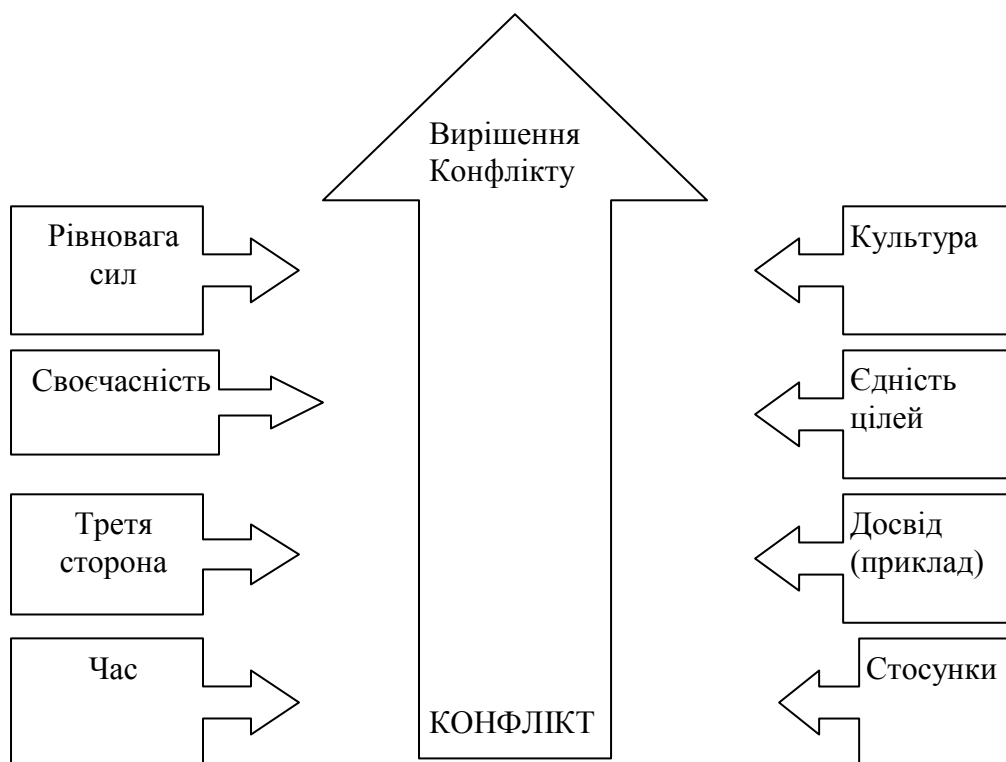 Вирішення
Конфлікту
Рівновага
сил
Культура
Своєчасність
Єдність
цілей
Третя
сторона
Досвід
(приклад)
Час
Стосунки
КОНФЛІКТ